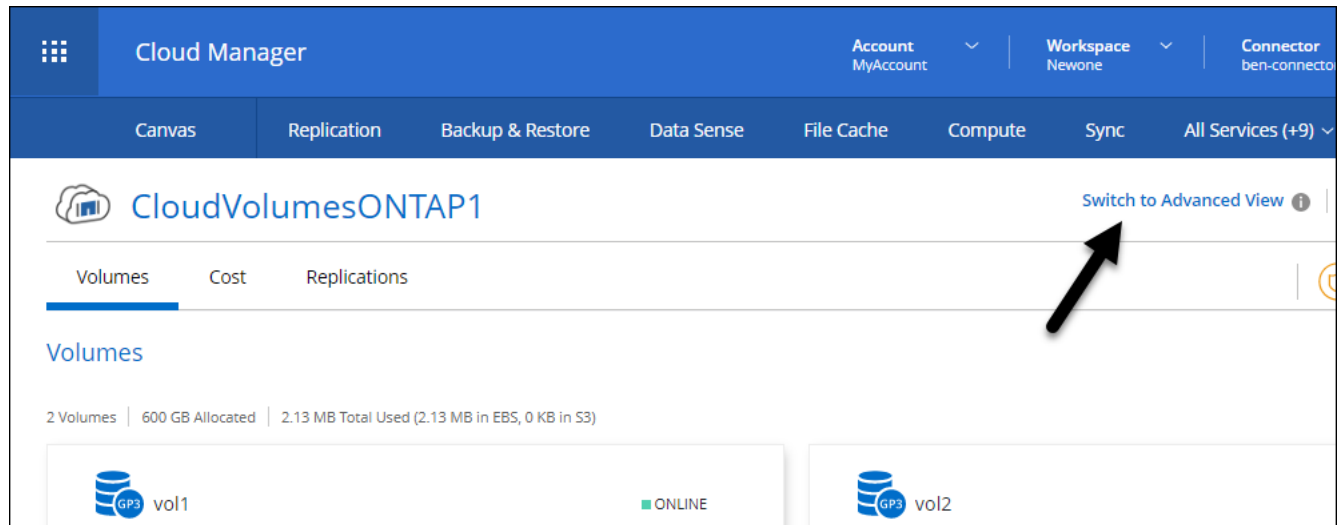 Cloud Manager
Account
MyAccount
Workspace
Newone
Connector
ben-connector
Canvas
Replication
Backup & Restore
Data Sense
File Cache
Compute
Sync
All Services (+9)
CloudVolumesONTAP1
Switch to Advanced View
Volumes
Cost
Replications
Volumes
2 Volumes | 600 GB Allocated | 2.13 MB Total Used (2.13 MB in EBS, 0 KB in S3)
GP3
vol1
ONLINE
GP3
vol2